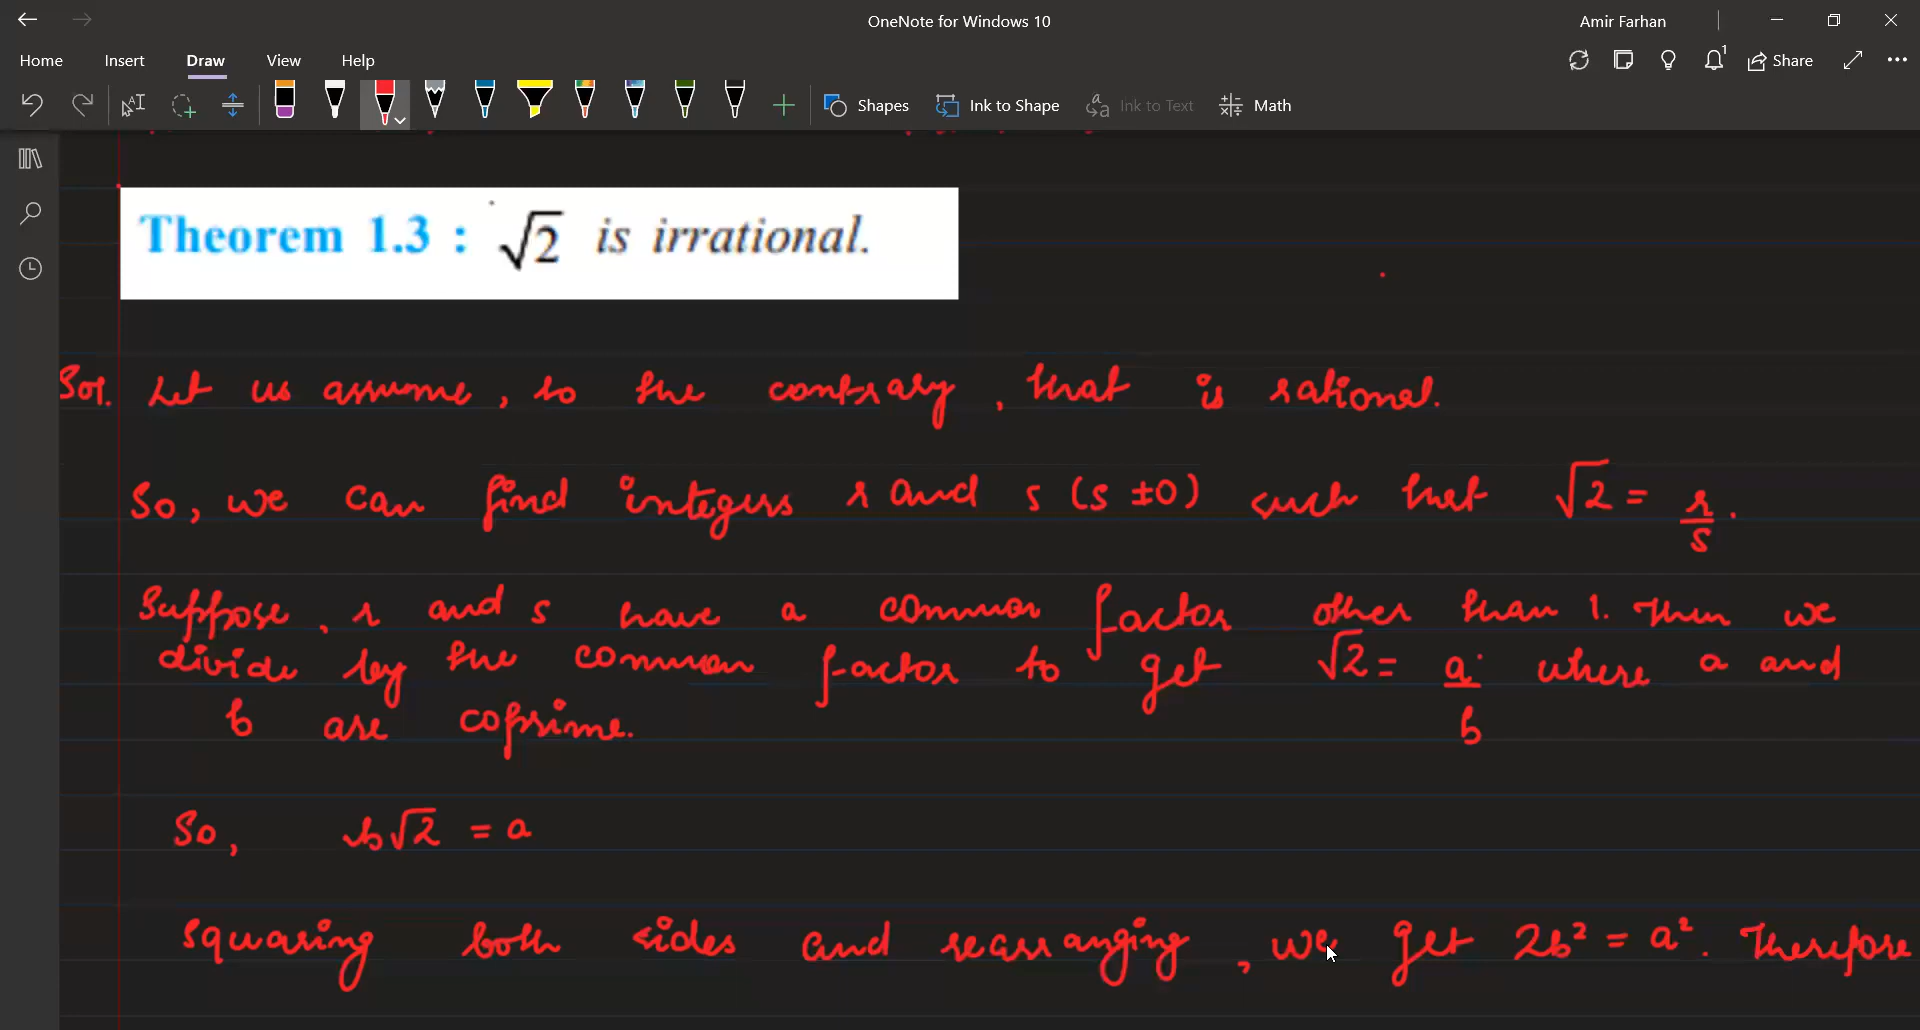 OneNote for Windows 10
Amir Farhan
Home Insert Draw View Help
1 Share
Shapes Ink to Shape Ink to Text Math
Theorem 1.3 : √2 is irrational.
Sol. Let us assume, to the contrary, that is rational.
So, we can find integers r and s (s ±0) such that √2 = r/s.
Suppose, r and s have a common factor other than 1. Then we
divide by the common factor to get √2 = a/b where a and
b are coprime.
So, b√2 = a
Squaring both sides and rearranging, we get 2b² = a². Therefore